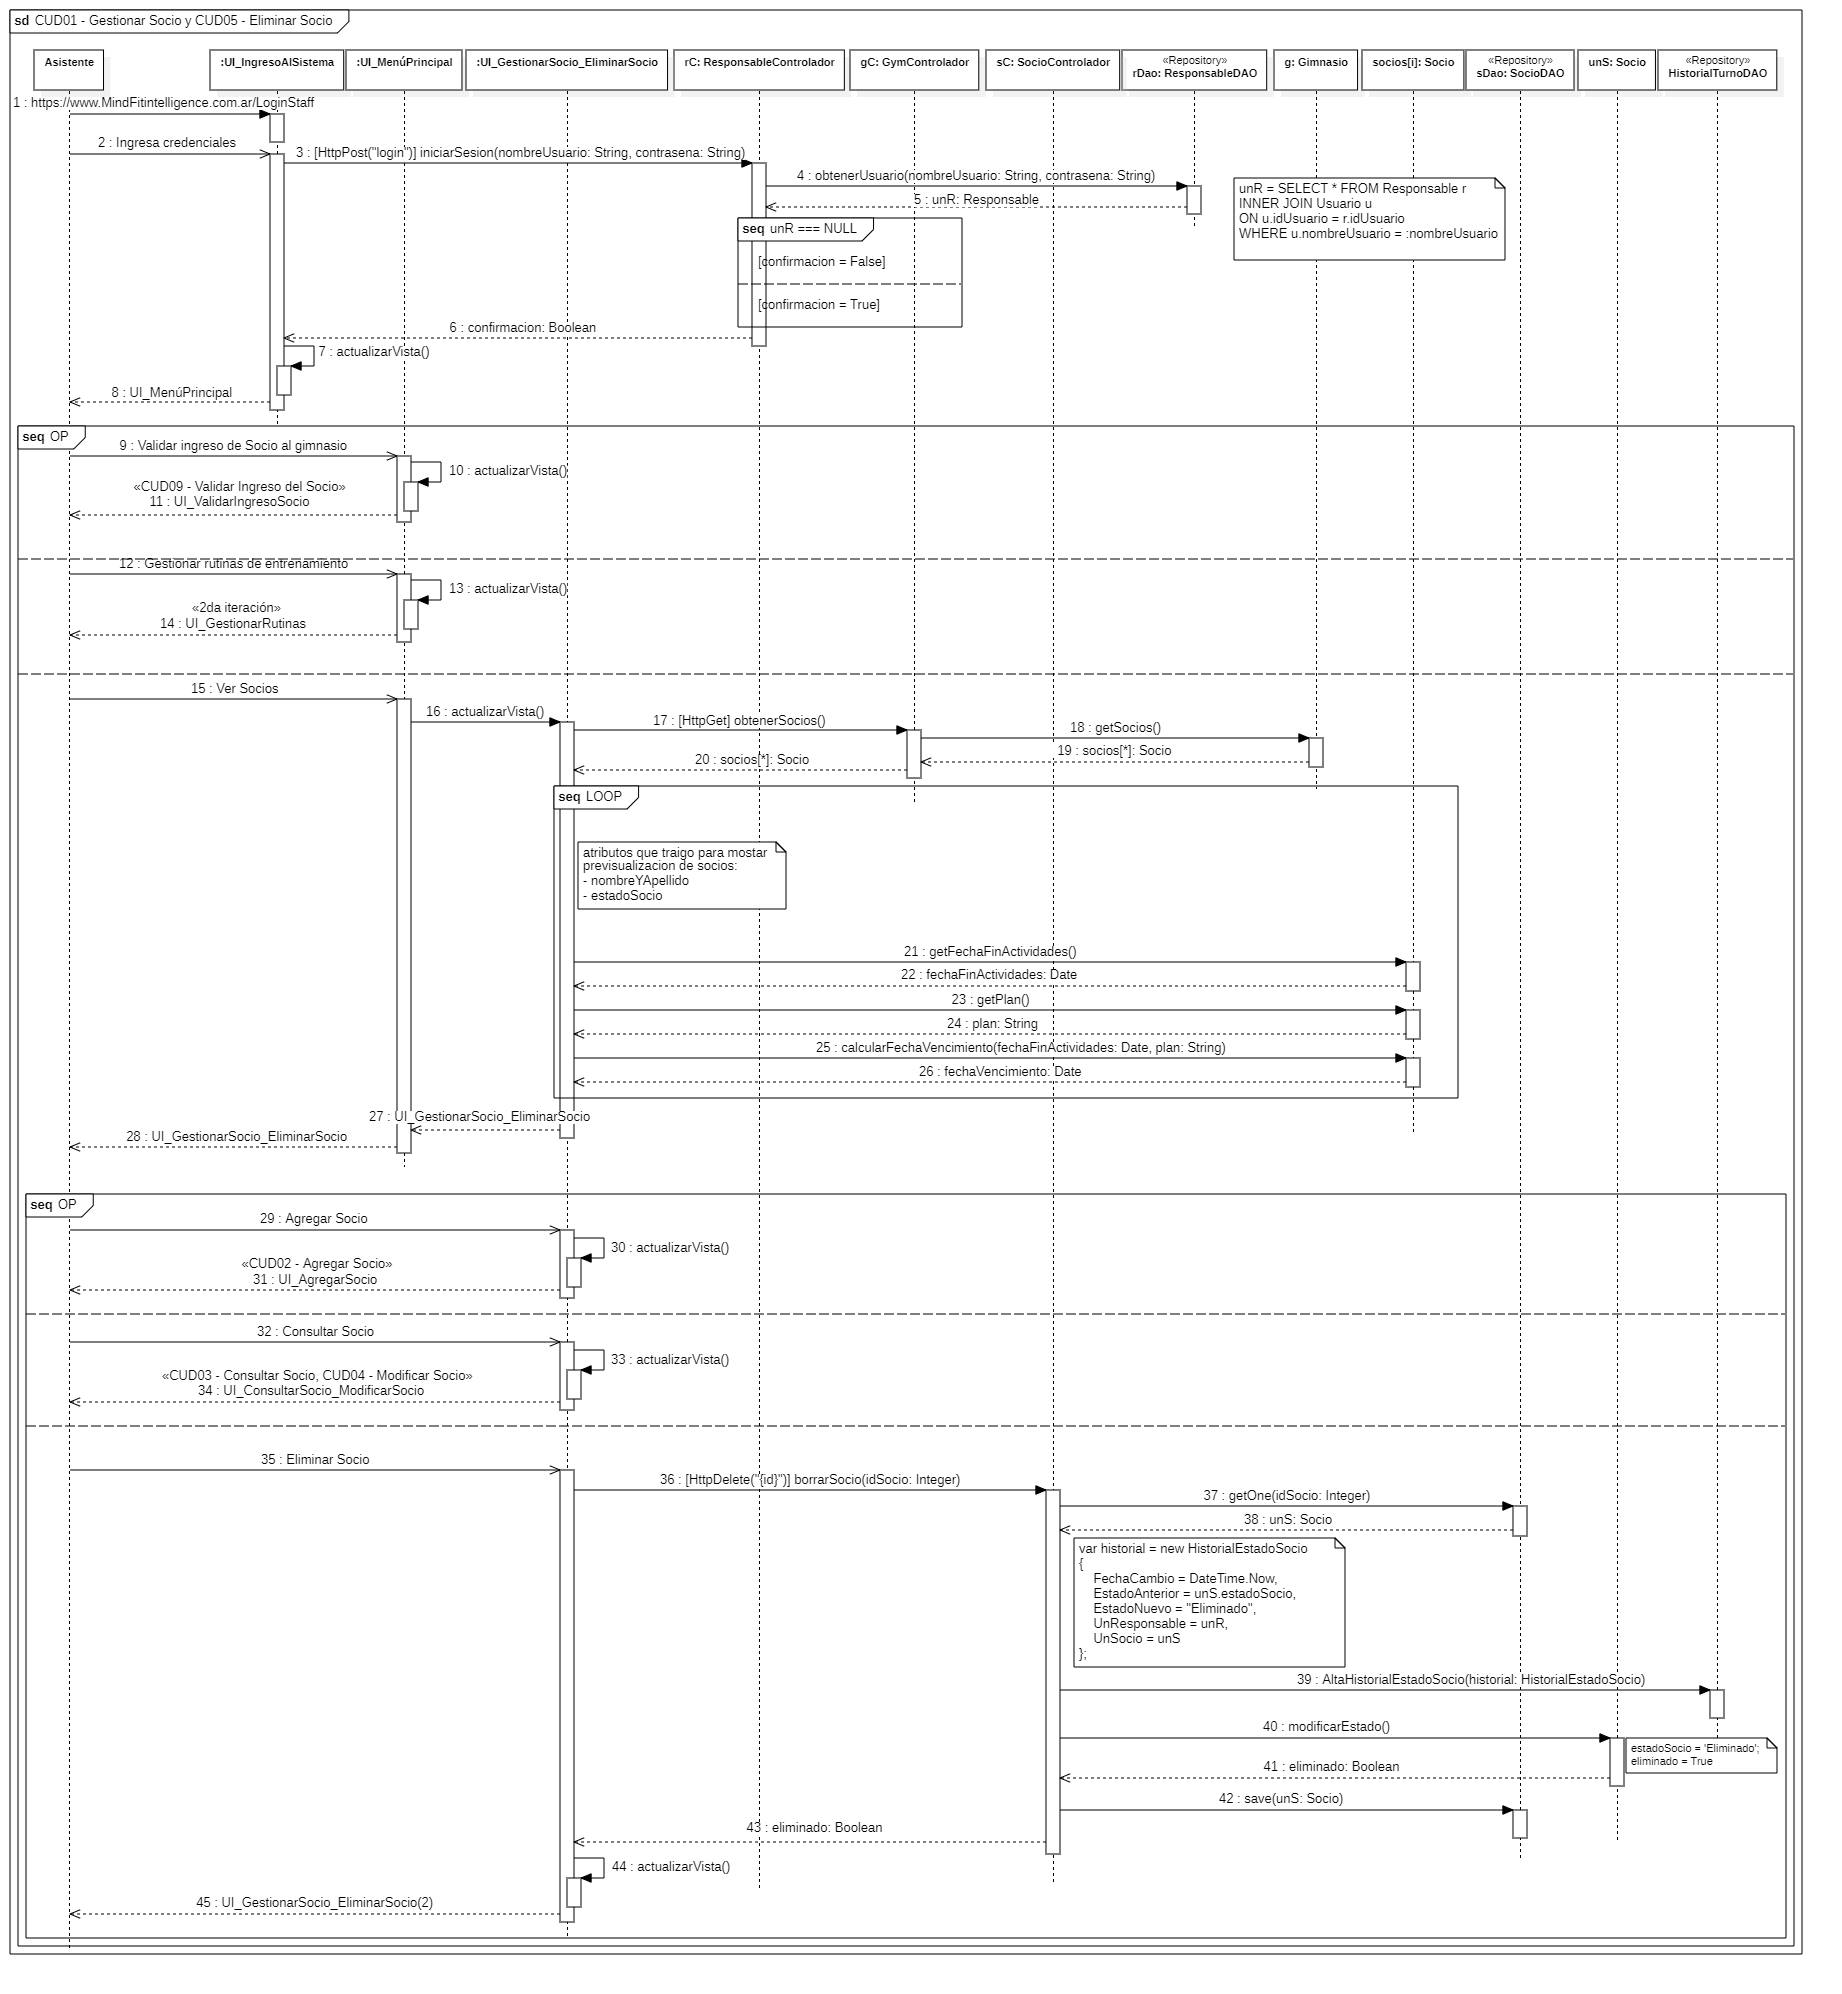 sd CUD01 - Gestionar Socio y CUD05 - Eliminar Socio
Asistente
:UI_IngresoAlSistema
:UI_MenúPrincipal
:UI_GestionarSocio_EliminarSocio
rC: ResponsableControlador
gC: GymControlador
sC: SocioControlador
«Repository»
rDao: ResponsableDAO
g: Gimnasio
socios[i]: Socio
«Repository»
sDao: SocioDAO
unS: Socio
«Repository»
HistorialTurnoDAO
1 : https://www.MindFitintelligence.com.ar/LoginStaff
2 : Ingresa credenciales
3 : [HttpPost("login")] iniciarSesion(nombreUsuario: String, contrasena: String)
4 : obtenerUsuario(nombreUsuario: String, contrasena: String)
5 : unR: Responsable
unR = SELECT * FROM Responsable r
INNER JOIN Usuario u
ON u.idUsuario = r.idUsuario
WHERE u.nombreUsuario = :nombreUsuario
seq unR === NULL
[confirmacion = False]
[confirmacion = True]
6 : confirmacion: Boolean
7 : actualizarVista()
8 : UI_MenúPrincipal
seq OP
9 : Validar ingreso de Socio al gimnasio
10 : actualizarVista()
«CUD09 - Validar Ingreso del Socio»
11 : UI_ValidarIngresoSocio
12 : Gestionar rutinas de entrenamiento
13 : actualizarVista()
«2da iteración»
14 : UI_GestionarRutinas
15 : Ver Socios
16 : actualizarVista()
17 : [HttpGet] obtenerSocios()
18 : getSocios()
19 : socios[*]: Socio
20 : socios[*]: Socio
seq LOOP
atributos que traigo para mostar
previsualizacion de socios:
- nombreYApellido
- estadoSocio
21 : getFechaFinActividades()
22 : fechaFinActividades: Date
23 : getPlan()
24 : plan: String
25 : calcularFechaVencimiento(fechaFinActividades: Date, plan: String)
26 : fechaVencimiento: Date
27 : UI_GestionarSocio_EliminarSocio
28 : UI_GestionarSocio_EliminarSocio
seq OP
29 : Agregar Socio
30 : actualizarVista()
«CUD02 - Agregar Socio»
31 : UI_AgregarSocio
32 : Consultar Socio
33 : actualizarVista()
«CUD03 - Consultar Socio, CUD04 - Modificar Socio»
34 : UI_ConsultarSocio_ModificarSocio
35 : Eliminar Socio
36 : [HttpDelete("{id}")] borrarSocio(idSocio: Integer)
37 : getOne(idSocio: Integer)
38 : unS: Socio
var historial = new HistorialEstadoSocio
{
FechaCambio = DateTime.Now,
EstadoAnterior = unS.estadoSocio,
EstadoNuevo = "Eliminado",
UnResponsable = unR,
UnSocio = unS
};
39 : AltaHistorialEstadoSocio(historial: HistorialEstadoSocio)
40 : modificarEstado()
estadoSocio = 'Eliminado';
eliminado = True
41 : eliminado: Boolean
42 : save(unS: Socio)
43 : eliminado: Boolean
44 : actualizarVista()
45 : UI_GestionarSocio_EliminarSocio(2)